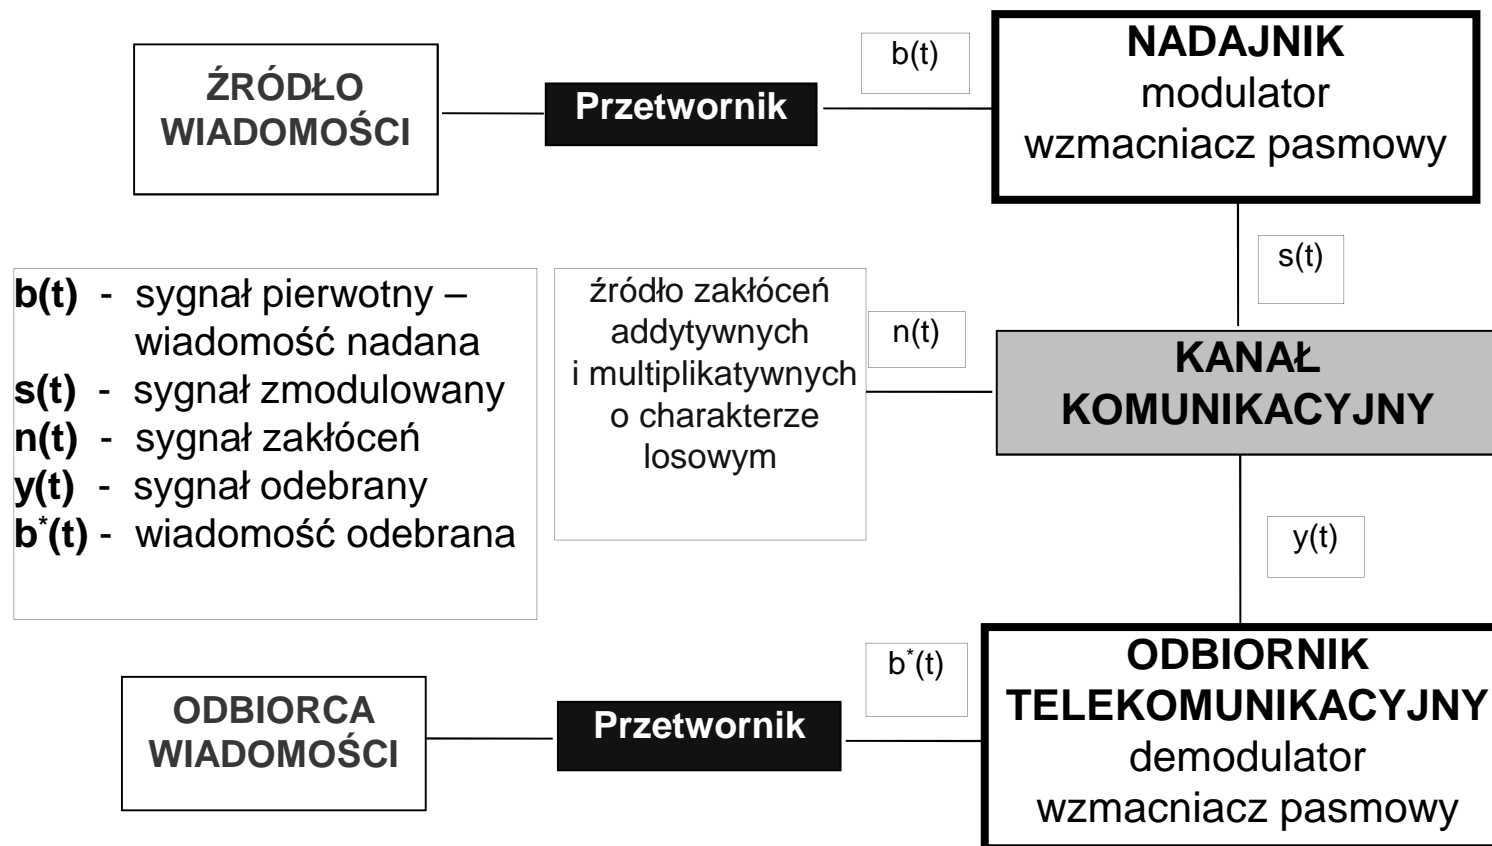 ŹRÓDŁO
WIADOMOŚCI
Przetwornik
b(t)
NADAJNIK
modulator
wzmacniacz pasmowy
s(t)
b(t) - sygnał pierwotny –
wiadomość nadana
s(t) - sygnał zmodulowany
n(t) - sygnał zakłóceń
y(t) - sygnał odebrany
b*(t) - wiadomość odebrana
źródło zakłóceń
addytywnych
i multiplikatywnych
o charakterze
losowym
n(t)
KANAŁ
KOMUNIKACYJNY
y(t)
ODBIORCA
WIADOMOŚCI
Przetwornik
b*(t)
ODBIORNIK
TELEKOMUNIKACYJNY
demodulator
wzmacniacz pasmowy